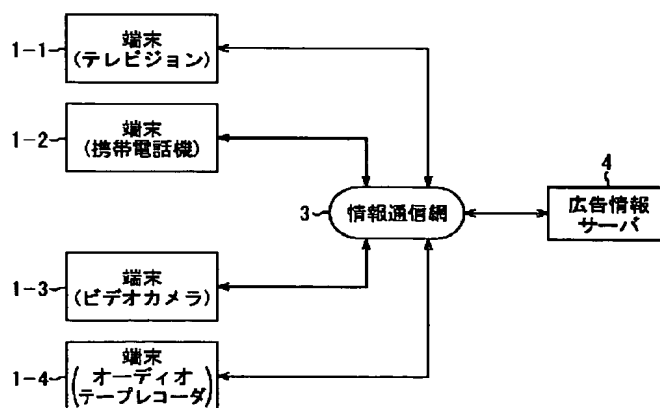 1-1
端末
(テレビジョン)
1-2
端末
(携帯電話機)
3
情報通信網
4
広告情報
サーバ
1-3
端末
(ビデオカメラ)
1-4
端末
(オーディオ
テープレコーダ)